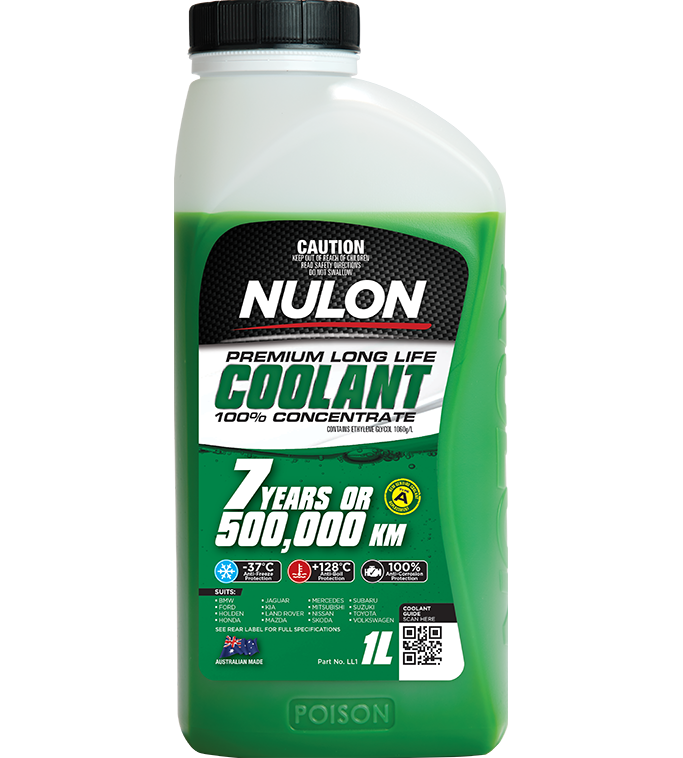 CAUTION
KEEP OUT OF REACH OF CHILDREN
READ SAFETY DIRECTIONS
DO NOT SWALLOW
NULON
PREMIUM LONG LIFE
COOLANT
100% CONCENTRATE
CONTAINS ETHYLENE GLYCOL 1060g/L
7 YEARS OR
500,000 KM
A
-37°C
Anti-Freeze
Protection
+128°C
Anti-Boil
Protection
100%
Anti-Corrosion
Protection
SUITS:
• BMW
• FORD
• HOLDEN
• HONDA
• JAGUAR
• KIA
• LAND ROVER
• MAZDA
• MERCEDES
• MITSUBISHI
• NISSAN
• SKODA
• SUBARU
• SUZUKI
• TOYOTA
• VOLKSWAGEN
SEE REAR LABEL FOR FULL SPECIFICATIONS
COOLANT
GUIDE
SCAN HERE
AUSTRALIAN MADE
Part No. LL1
1L
POISON